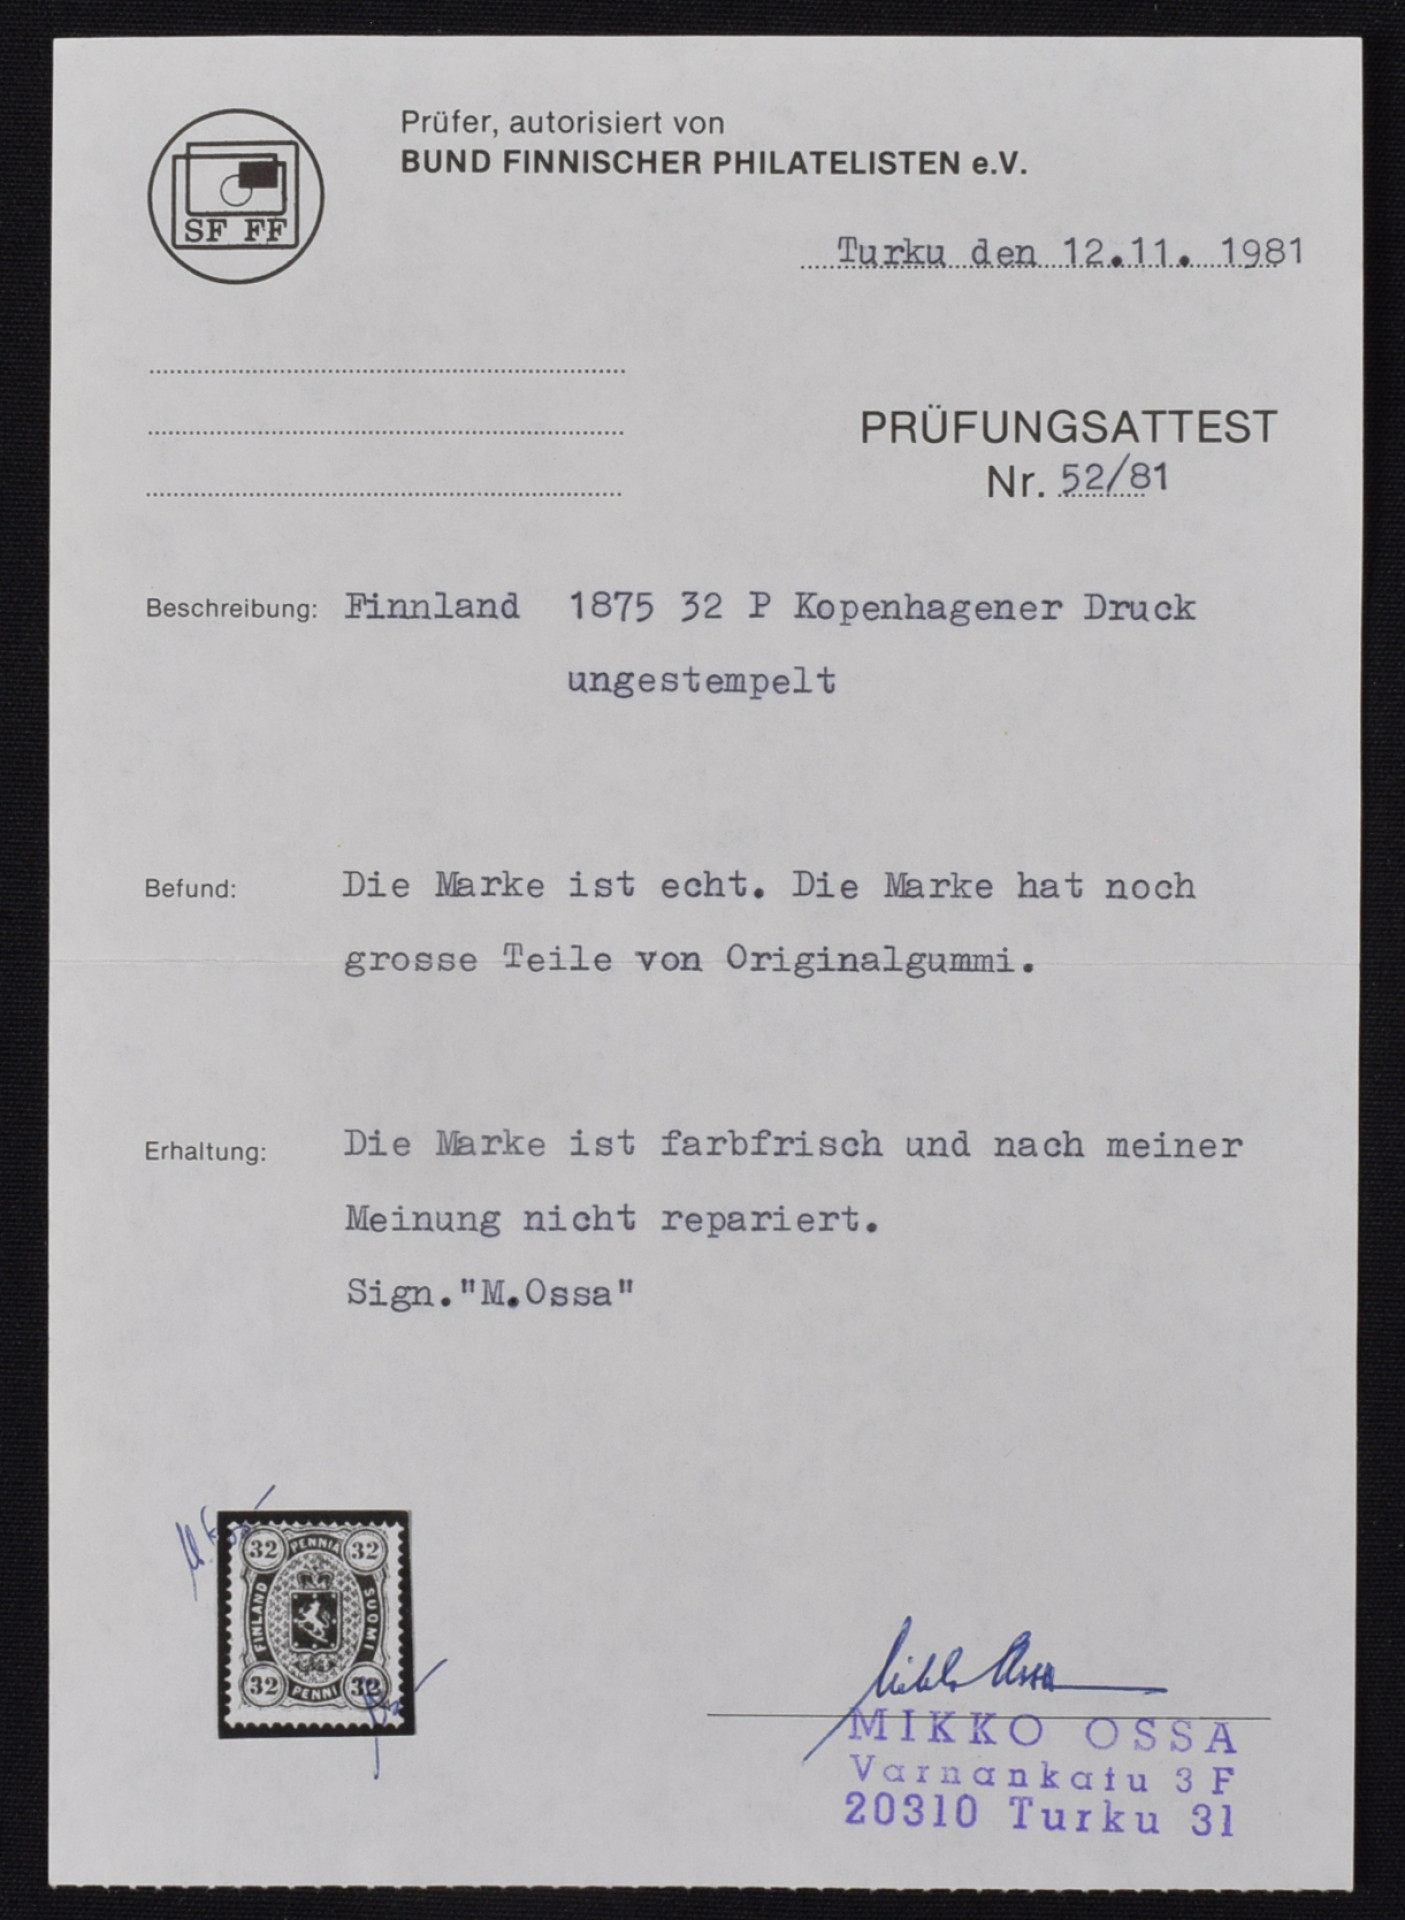 SF FF
Prüfer, autorisiert von
BUND FINNISCHER PHILATELISTEN e.V.
Turku den 12.11. 1981
PRÜFUNGSATTEST
Nr. 52/81
Beschreibung: Finnland 1875 32 P Kopenhagener Druck
ungestempelt
Befund: Die Marke ist echt. Die Marke hat noch
grosse Teile von Originalgummi.
Erhaltung: Die Marke ist farbfrisch und nach meiner
Meinung nicht repariert.
Sign."M.Ossa"
32 PENNIA 32
FINLAND
SUOMI
32 PENNI 32
Mikko Ossa
MIKKO OSSA
Varnankatu 3 F
20310 Turku 31